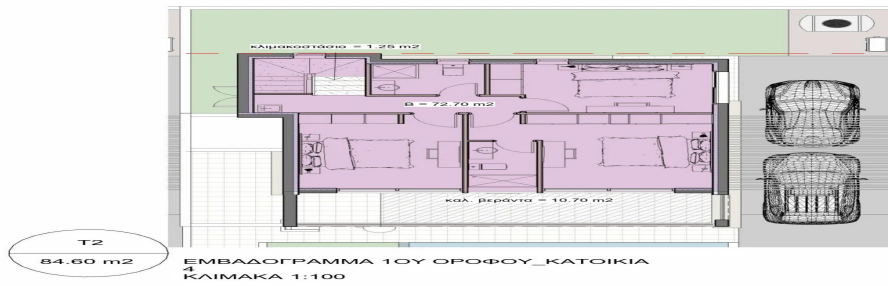 κλιμακοστάσιο = 1.25 m2
B = 72.70 m2
καλ. βεράντα = 10.70 m2
T2
84.60 m2
ΕΜΒΑΔΟΓΡΑΜΜΑ 1ΟΥ ΟΡΟΦΟΥ_ΚΑΤΟΙΚΙΑ
4
ΚΛΙΜΑΚΑ 1:100